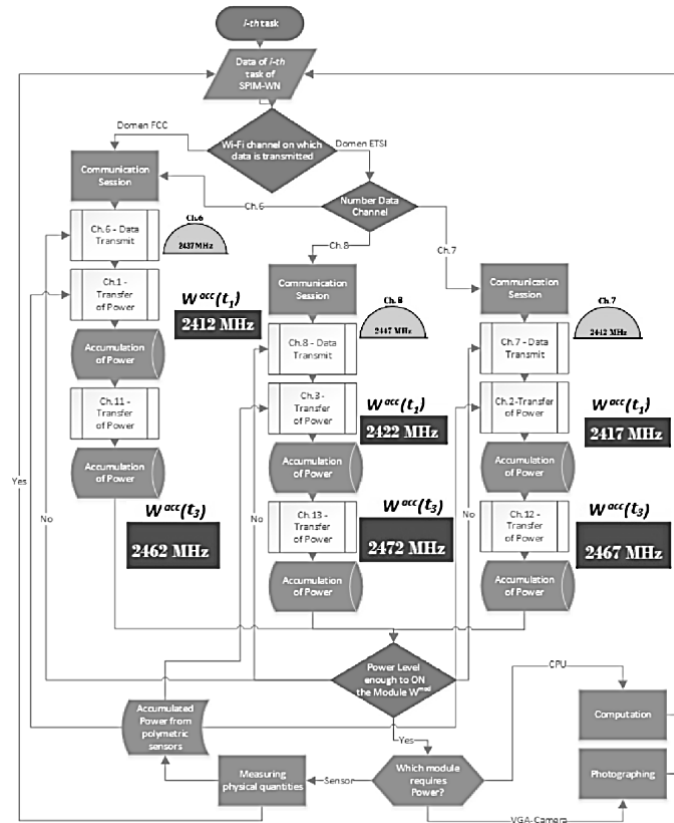 i-th task
Data of i-th
task of
SPIM-WN
Domen FCC
Wi-Fi channel on which
data is transmitted
Domen ETSI
Communication
Session
Ch.6
Number Data
Channel
Ch.6 - Data
Transmit
Ch.6
2437 MHz
Ch.8
Ch.7
Ch.1 -
Transfer
of Power
W^acc(t1)
2412 MHz
Communication
Session
Ch.8
2447 MHz
Communication
Session
Ch.7
2442 MHz
Accumulation
of Power
Ch.8 - Data
Transmit
Ch.7 - Data
Transmit
Ch.11 -
Transfer
of Power
Ch.3 -
Transfer
of Power
W^acc(t1)
2422 MHz
Ch.2-Transfer
of Power
W^acc(t1)
2417 MHz
Accumulation
of Power
Accumulation
of Power
Accumulation
of Power
Yes
No
W^acc(t3)
2462 MHz
No
Ch.13 -
Transfer
of Power
W^acc(t3)
2472 MHz
No
Ch.12 -
Transfer
of Power
W^acc(t3)
2467 MHz
Accumulation
of Power
Accumulation
of Power
Power Level
enough to ON
the Module W^mod
CPU
Accumulated
Power from
polymetric
sensors
Computation
Yes
Measuring
physical quantities
Sensor
Which module
requires
Power?
Photographing
VGA-Camera